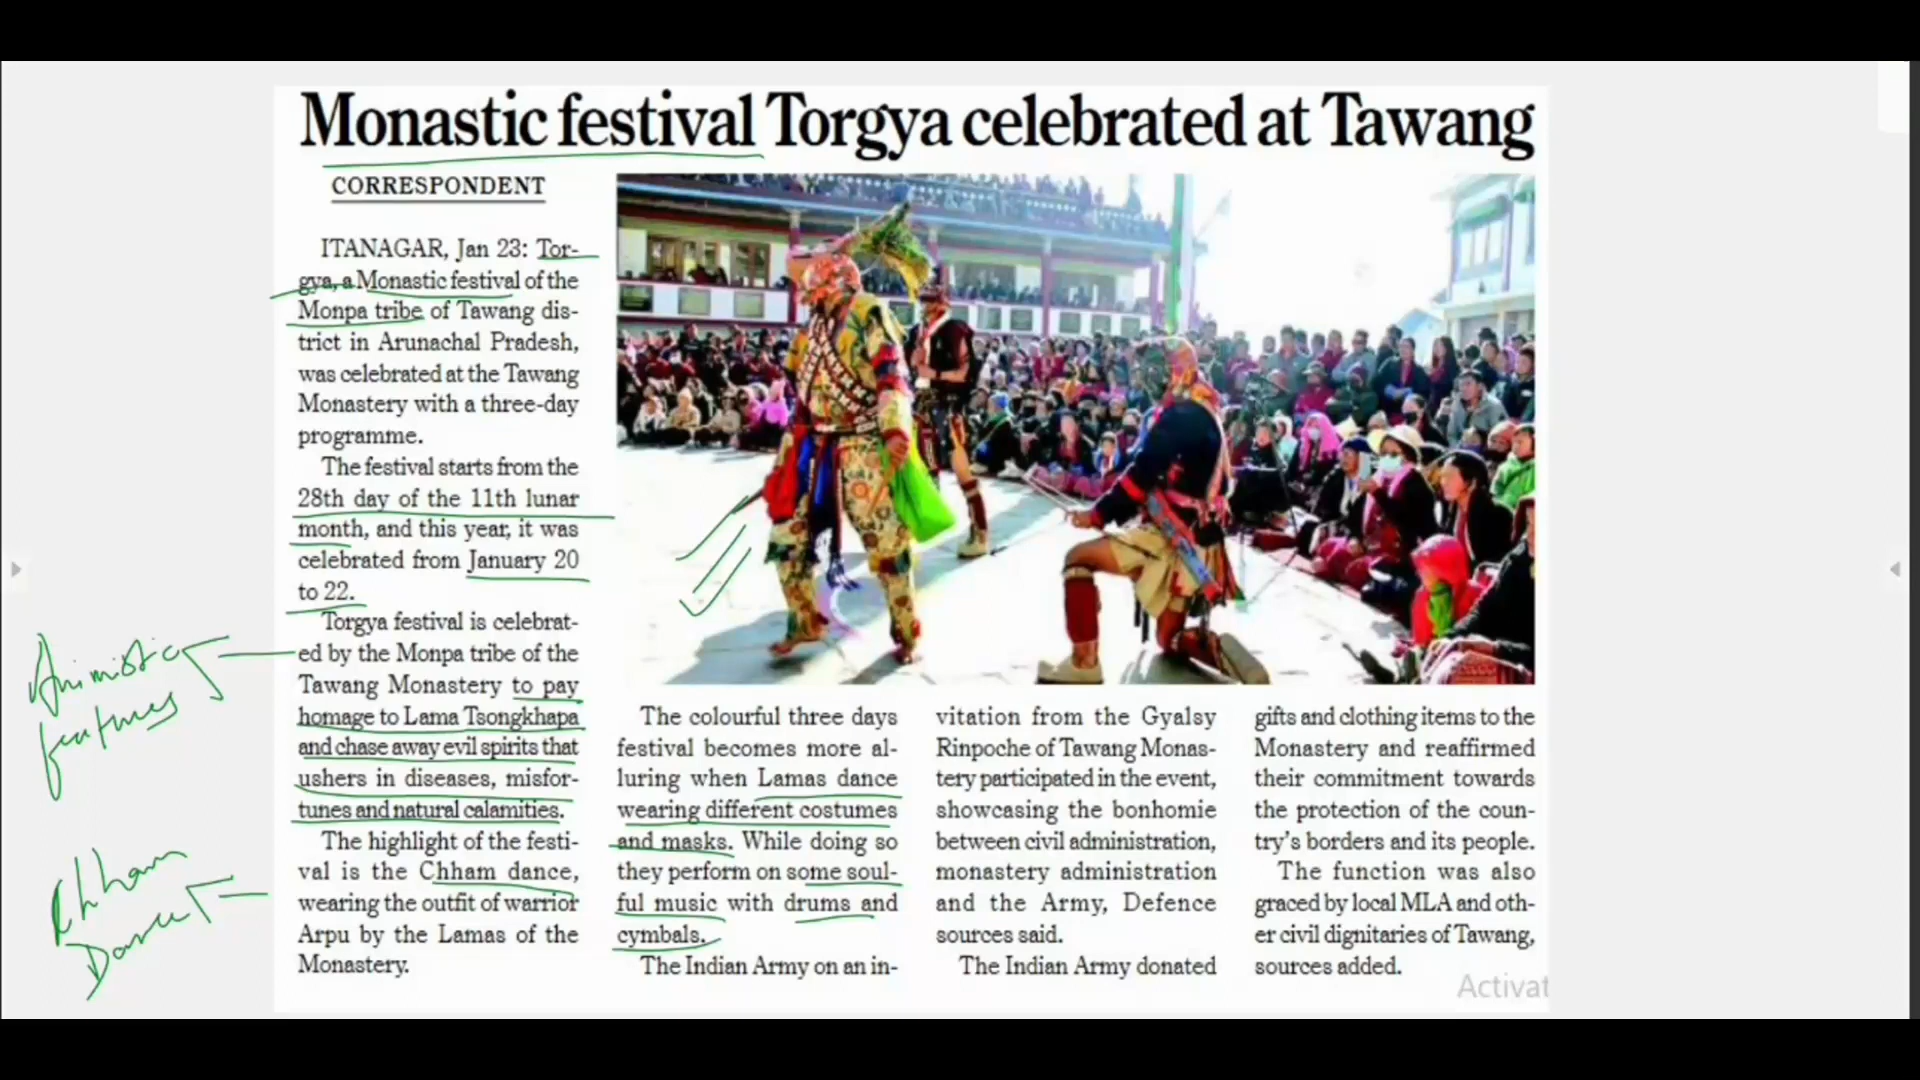 Monastic festival Torgya celebrated at Tawang
CORRESPONDENT
ITANAGAR, Jan 23: Tor-
gya, a Monastic festival of the
Monpa tribe of Tawang dis-
trict in Arunachal Pradesh,
was celebrated at the Tawang
Monastery with a three-day
programme.
The festival starts from the
28th day of the 11th lunar
month, and this year, it was
celebrated from January 20
to 22.
Torgya festival is celebrat-
ed by the Monpa tribe of the
Tawang Monastery to pay
homage to Lama Tsongkhapa
and chase away evil spirits that
ushers in diseases, misfor-
tunes and natural calamities.
The highlight of the festi-
val is the Chham dance,
wearing the outfit of warrior
Arpu by the Lamas of the
Monastery.
The colourful three days
festival becomes more al-
luring when Lamas dance
wearing different costumes
and masks. While doing so
they perform on some soul-
ful music with drums and
cymbals.
The Indian Army on an in-
vitation from the Gyalsy
Rinpoche of Tawang Monas-
tery participated in the event,
showcasing the bonhomie
between civil administration,
monastery administration
and the Army, Defence
sources said.
The Indian Army donated
gifts and clothing items to the
Monastery and reaffirmed
their commitment towards
the protection of the coun-
try's borders and its people.
The function was also
graced by local MLA and oth-
er civil dignitaries of Tawang,
sources added.
Animistic
features
Chham
Dance
Activat